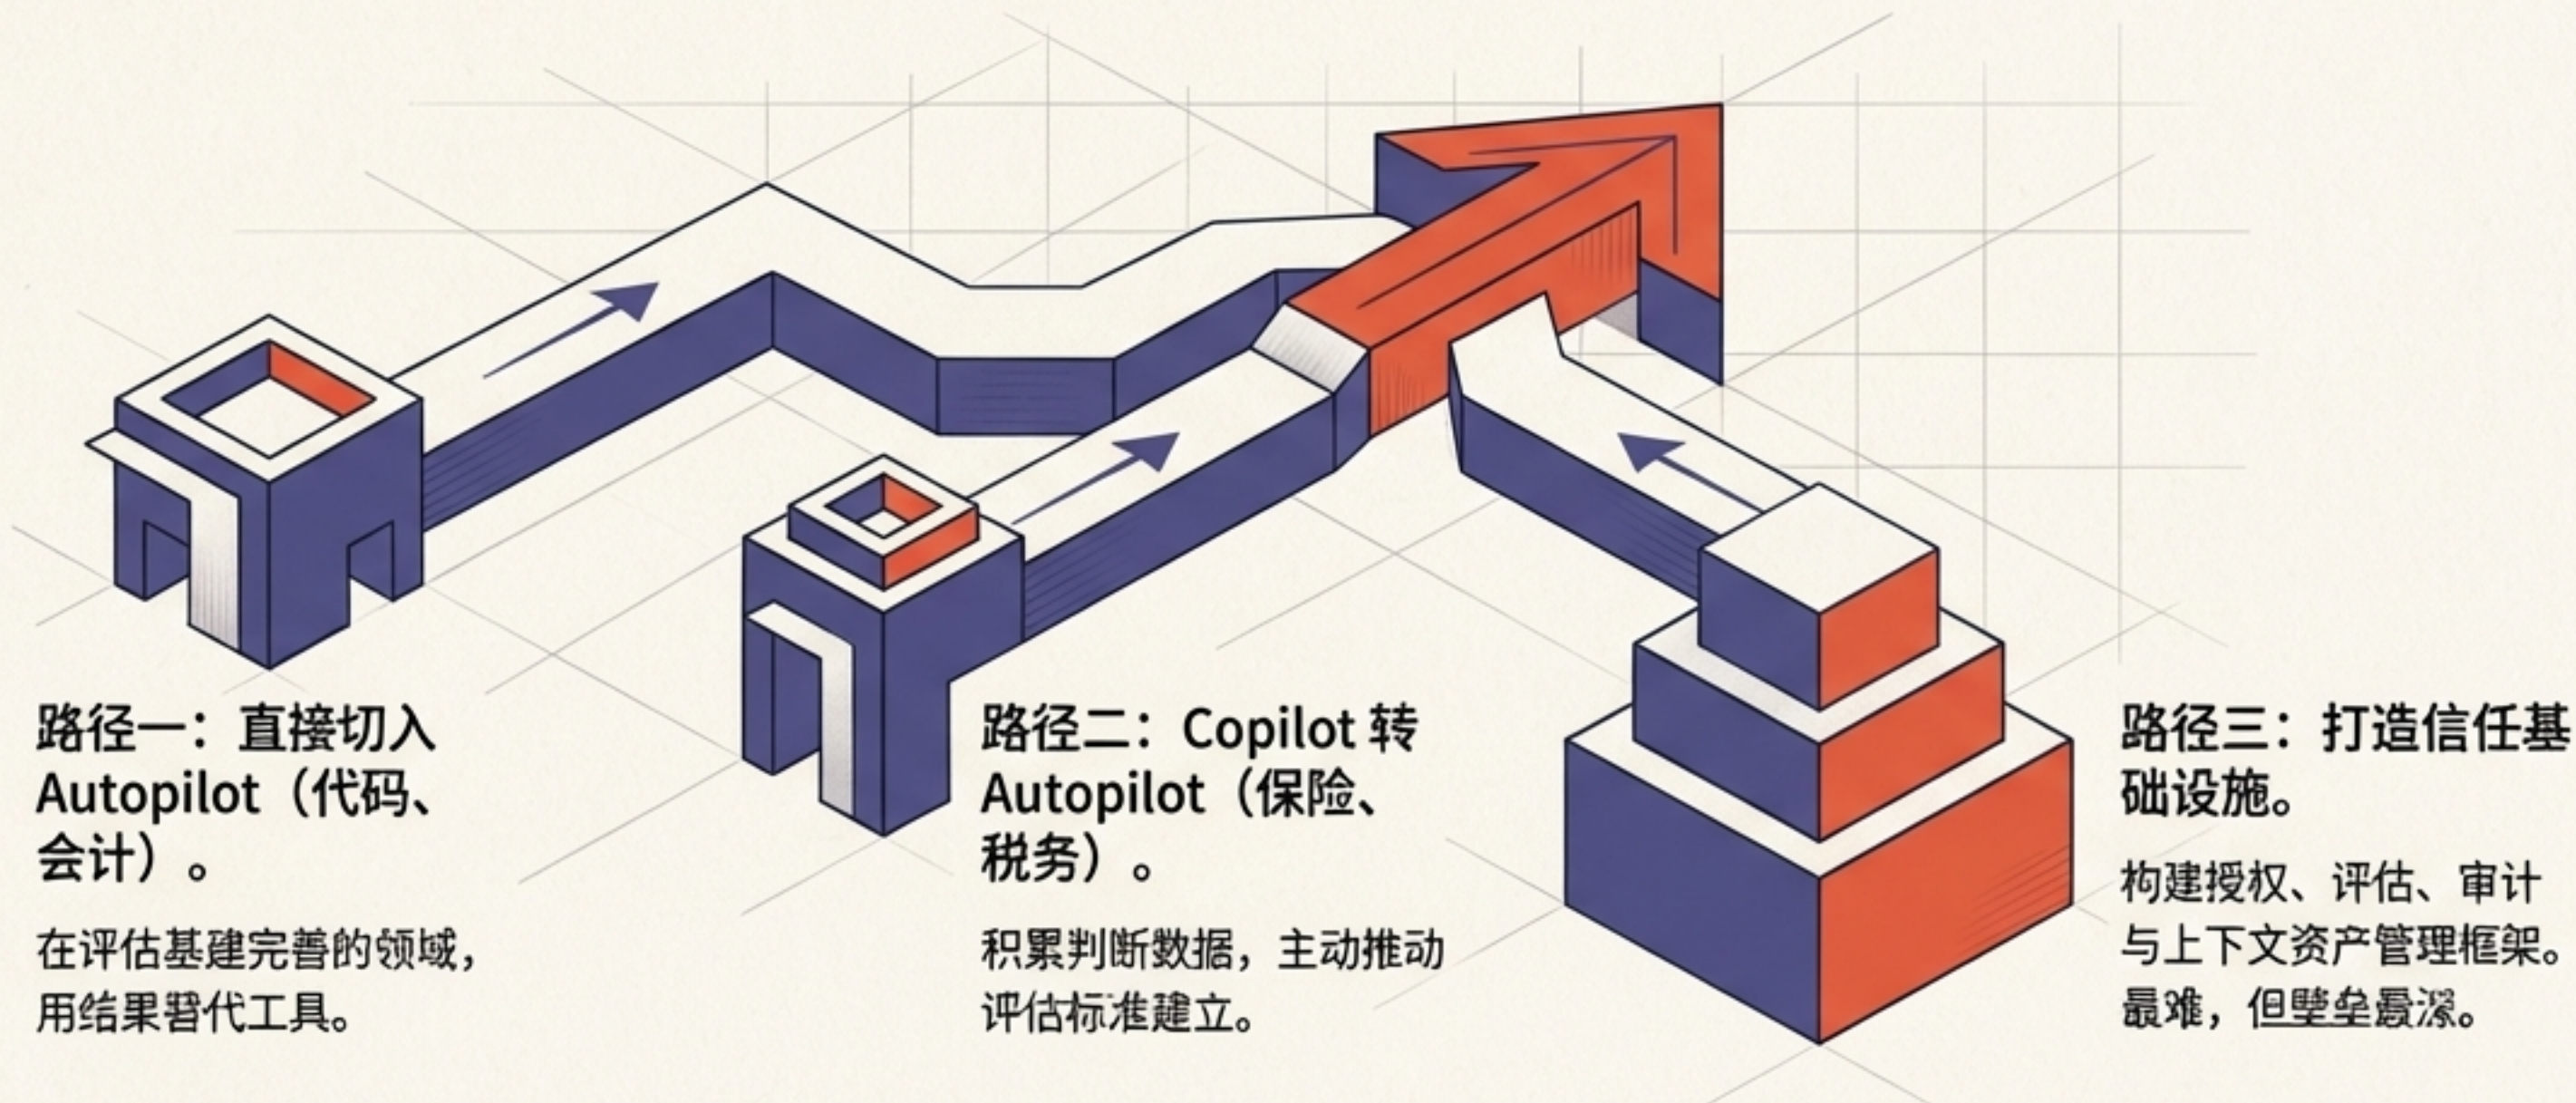 路径一：直接切入
Autopilot（代码、
会计）。
在评估基建完善的领域，
用结果替代工具。
路径二：Copilot 转
Autopilot（保险、
税务）。
积累判断数据，主动推动
评估标准建立。
路径三：打造信任基
础设施。
构建授权、评估、审计
与上下文资产管理框架。
最难，但壁垒最深。